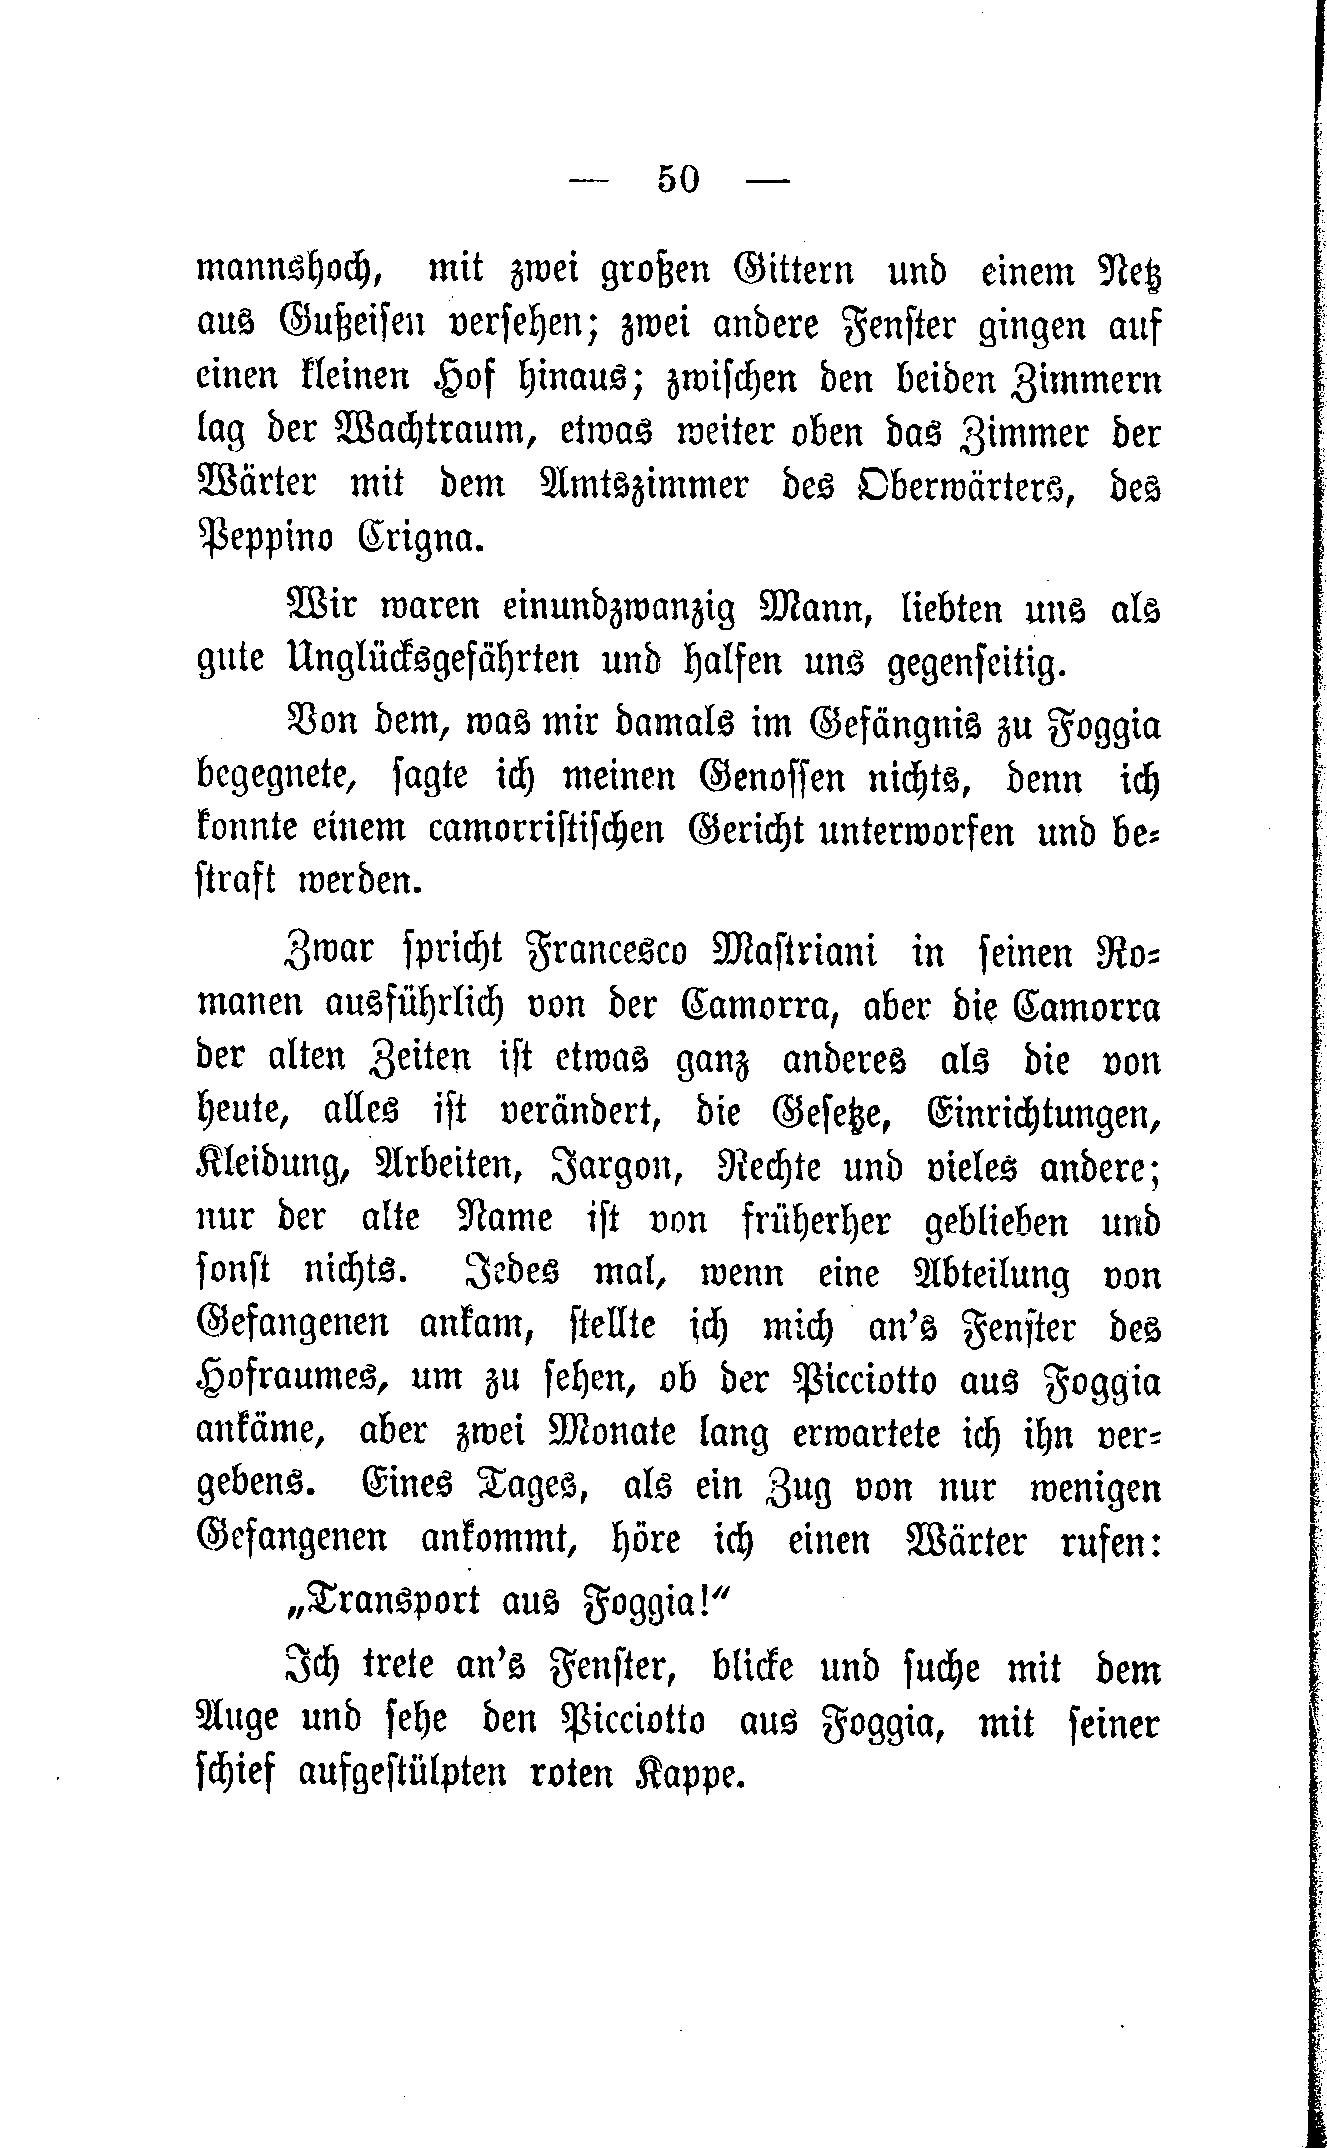 — 50 —
mannshoch, mit zwei großen Gittern und einem Netz
aus Gußeisen versehen; zwei andere Fenster gingen auf
einen kleinen Hof hinaus; zwischen den beiden Zimmern
lag der Wachtraum, etwas weiter oben das Zimmer der
Wärter mit dem Amtszimmer des Oberwärters, des
Peppino Crigna.
Wir waren einundzwanzig Mann, liebten uns als
gute Unglücksgefährten und halfen uns gegenseitig.
Von dem, was mir damals im Gefängnis zu Foggia
begegnete, sagte ich meinen Genossen nichts, denn ich
konnte einem camorristischen Gericht unterworfen und be-
straft werden.
Zwar spricht Francesco Mastriani in seinen Ro-
manen ausführlich von der Camorra, aber die Camorra
der alten Zeiten ist etwas ganz anderes als die von
heute, alles ist verändert, die Gesetze, Einrichtungen,
Kleidung, Arbeiten, Jargon, Rechte und vieles andere;
nur der alte Name ist von früherher geblieben und
sonst nichts. Jedes mal, wenn eine Abteilung von
Gefangenen ankam, stellte ich mich an's Fenster des
Hofraumes, um zu sehen, ob der Picciotto aus Foggia
ankäme, aber zwei Monate lang erwartete ich ihn ver-
gebens. Eines Tages, als ein Zug von nur wenigen
Gefangenen ankommt, höre ich einen Wärter rufen:
„Transport aus Foggia!“
Ich trete an's Fenster, blicke und suche mit dem
Auge und sehe den Picciotto aus Foggia, mit seiner
schief aufgestülpten roten Kappe.